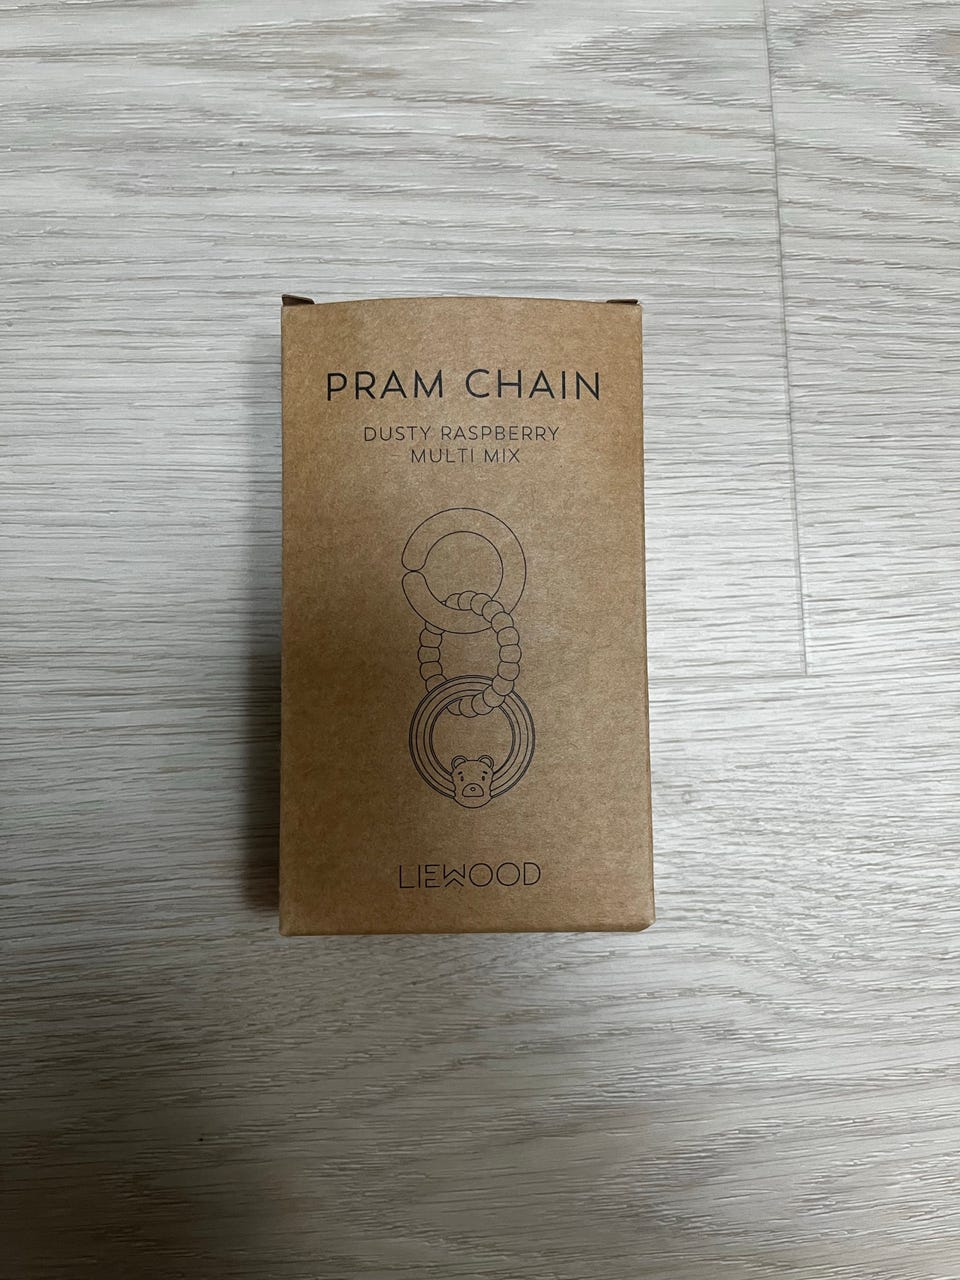 PRAM CHAIN
DUSTY RASPBERRY
MULTI MIX
LIEWOOD